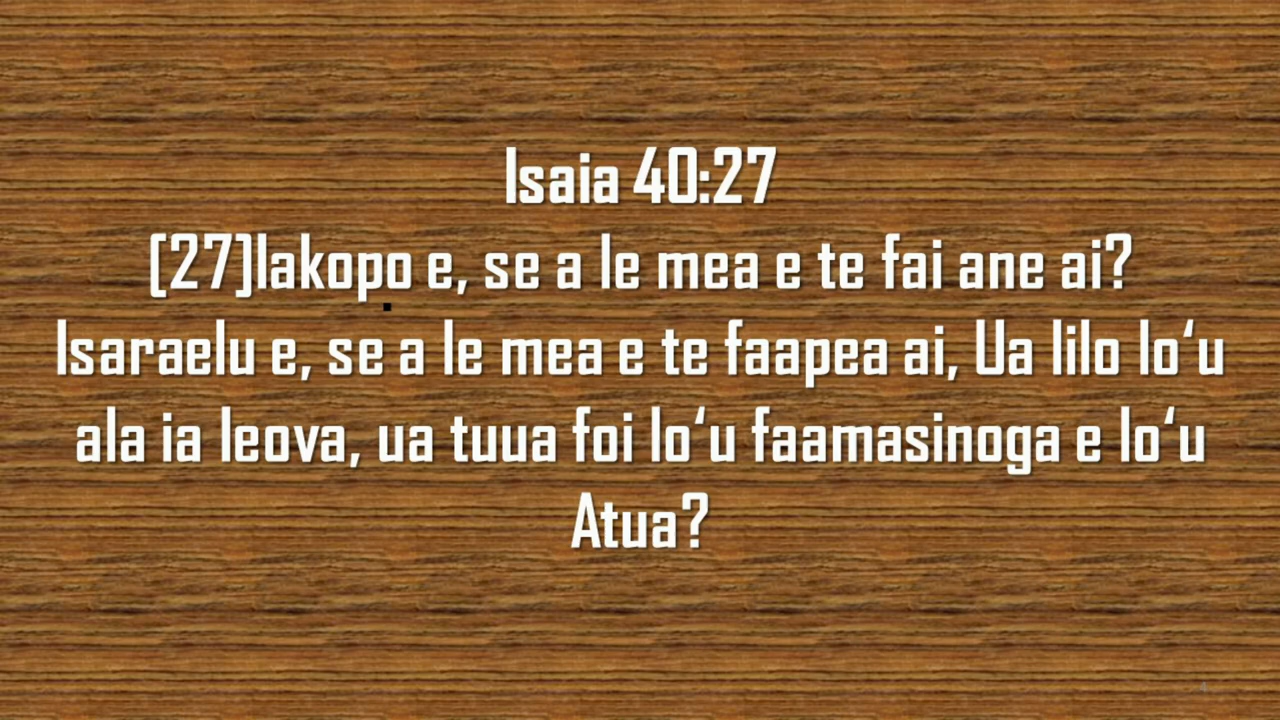 Isaia 40:27
[27]Iakopo e, se a le mea e te fai ane ai?
Isaraelu e, se a le mea e te faapea ai, Ua lilo lo‘u
ala ia Ieova, ua tuua foi lo‘u faamasinoga e lo‘u
Atua?
4